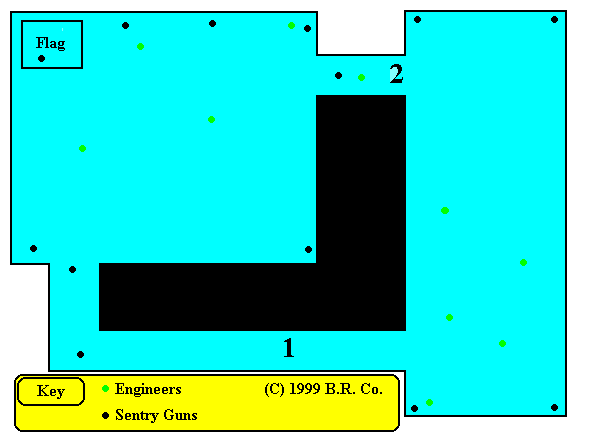 Flag
2
1
Key
Engineers
(C) 1999 B.R. Co.
Sentry Guns